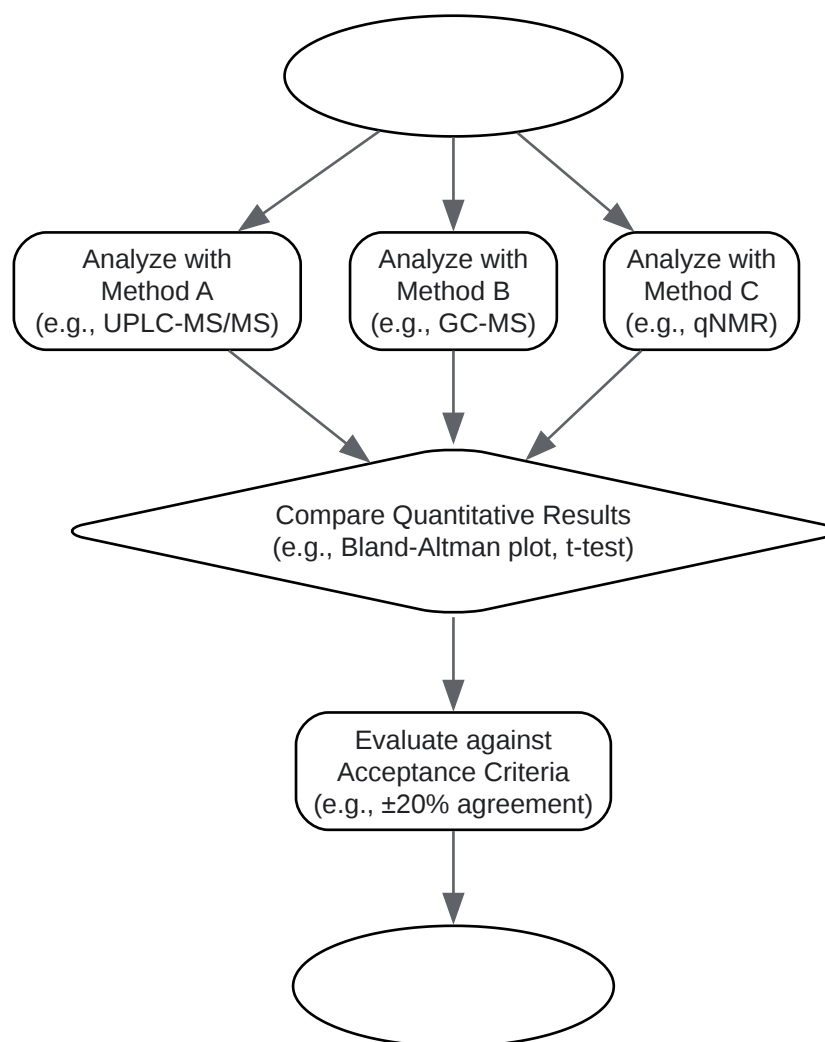 Analyze with
Method A
(e.g., UPLC-MS/MS)
Analyze with
Method B
(e.g., GC-MS)
Analyze with
Method C
(e.g., qNMR)
Compare Quantitative Results
(e.g., Bland-Altman plot, t-test)
Evaluate against
Acceptance Criteria
(e.g., ±20% agreement)